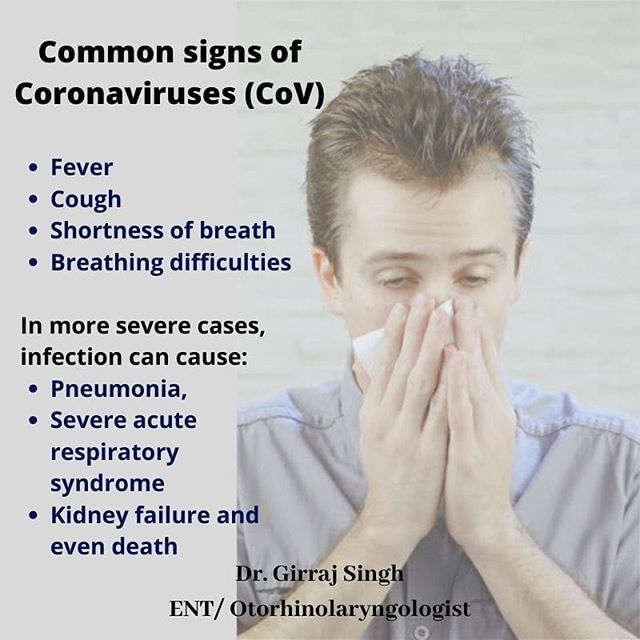 Common signs of
Coronaviruses (CoV)
• Fever
• Cough
• Shortness of breath
• Breathing difficulties
In more severe cases,
infection can cause:
• Pneumonia,
• Severe acute
respiratory
syndrome
• Kidney failure and
even death
Dr. Girraj Singh
ENT/ Otorhinolaryngologist